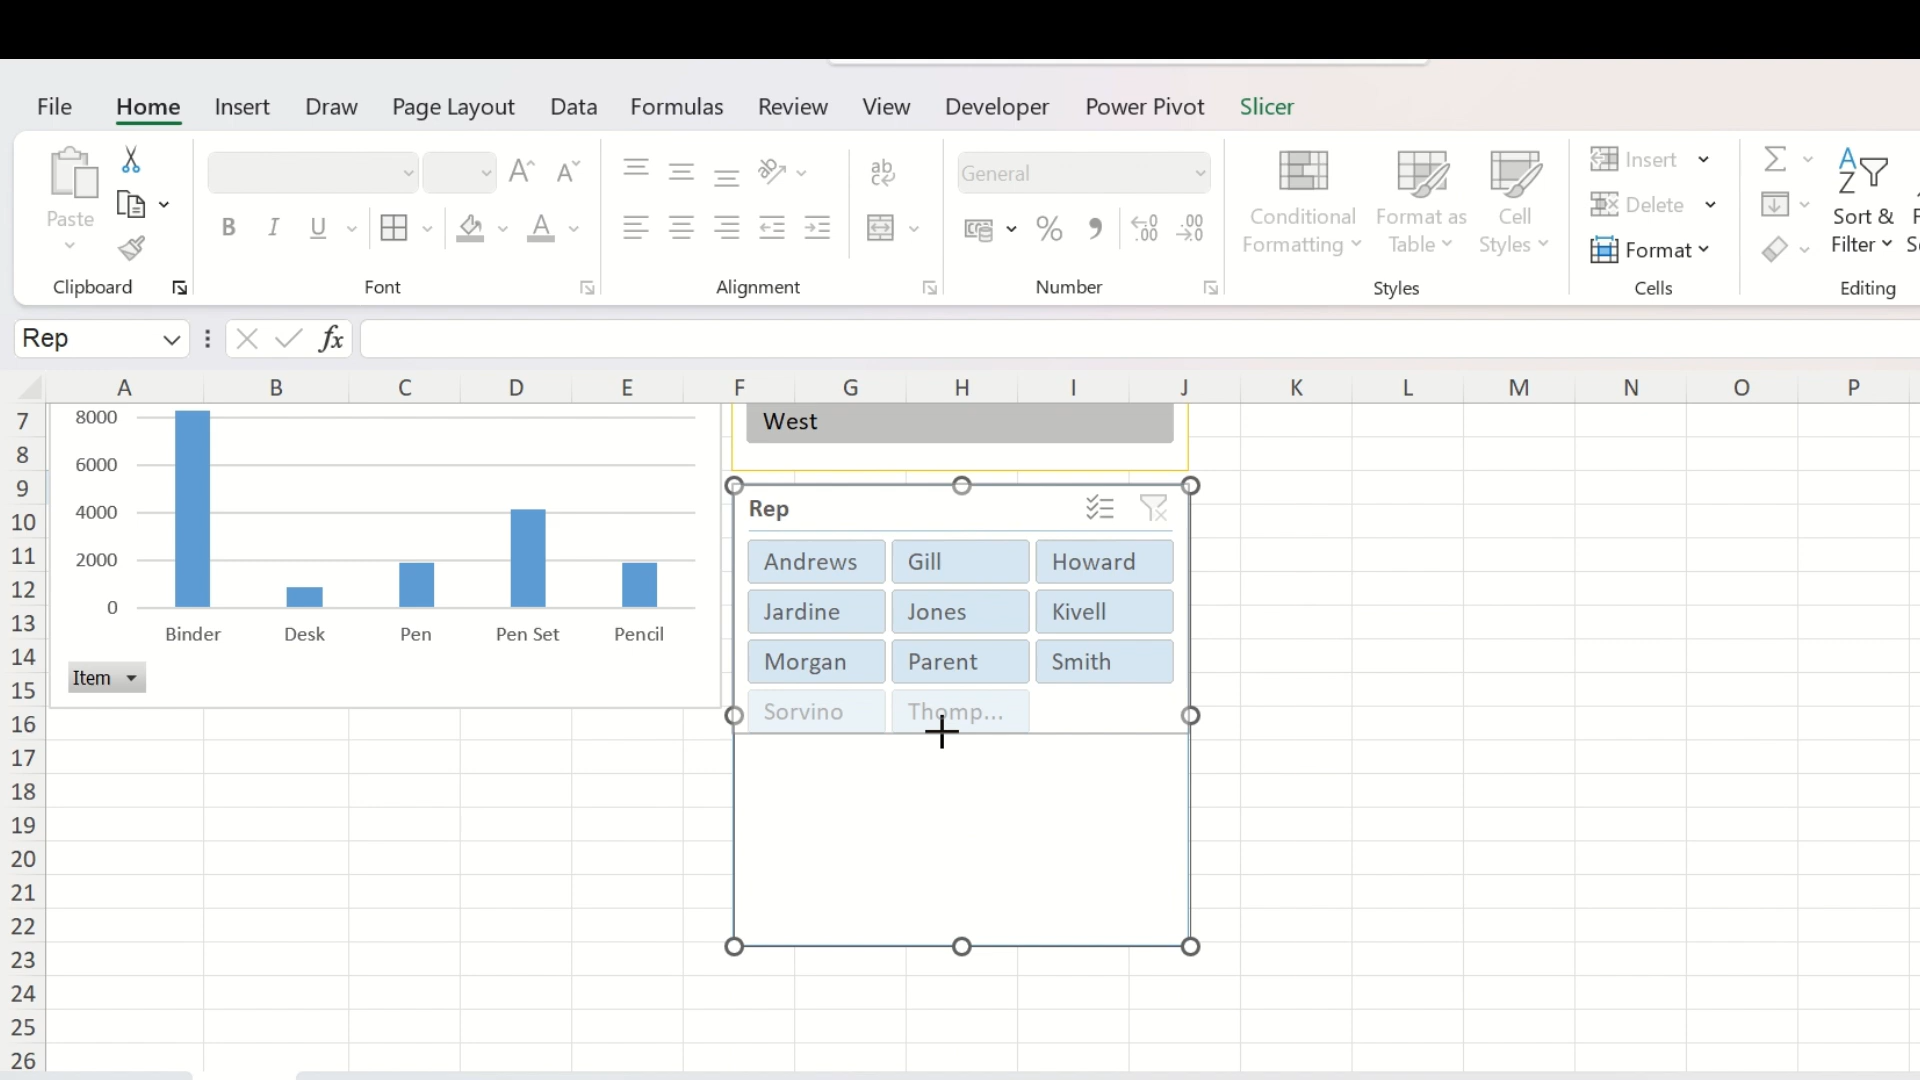 File Home Insert Draw Page Layout Data Formulas Review View Developer Power Pivot Slicer
Paste
Clipboard
B I U A
Font
ab
Alignment
General
% 9 .00
Number
Conditional Formatting
Format as Table
Cell Styles
Styles
Insert
Delete
Format
Cells
Σ
Sort & Filter
Editing
Rep
fx
A B C D E F G H I J K L M N O P
7
8
9
10
11
12
13
14
15
16
17
18
19
20
21
22
23
24
25
26
8000
6000
4000
2000
0
Binder Desk Pen Pen Set Pencil
Item
West
Rep
Andrews Gill Howard
Jardine Jones Kivell
Morgan Parent Smith
Sorvino Thomp...